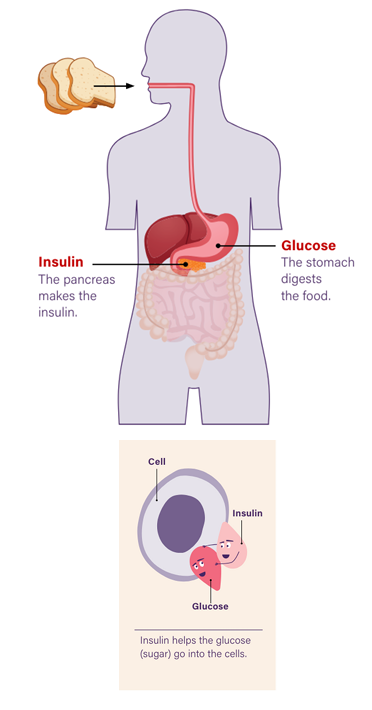 Insulin
The pancreas
makes the
insulin.
Glucose
The stomach
digests
the food.
Cell
Insulin
Glucose
Insulin helps the glucose
(sugar) go into the cells.